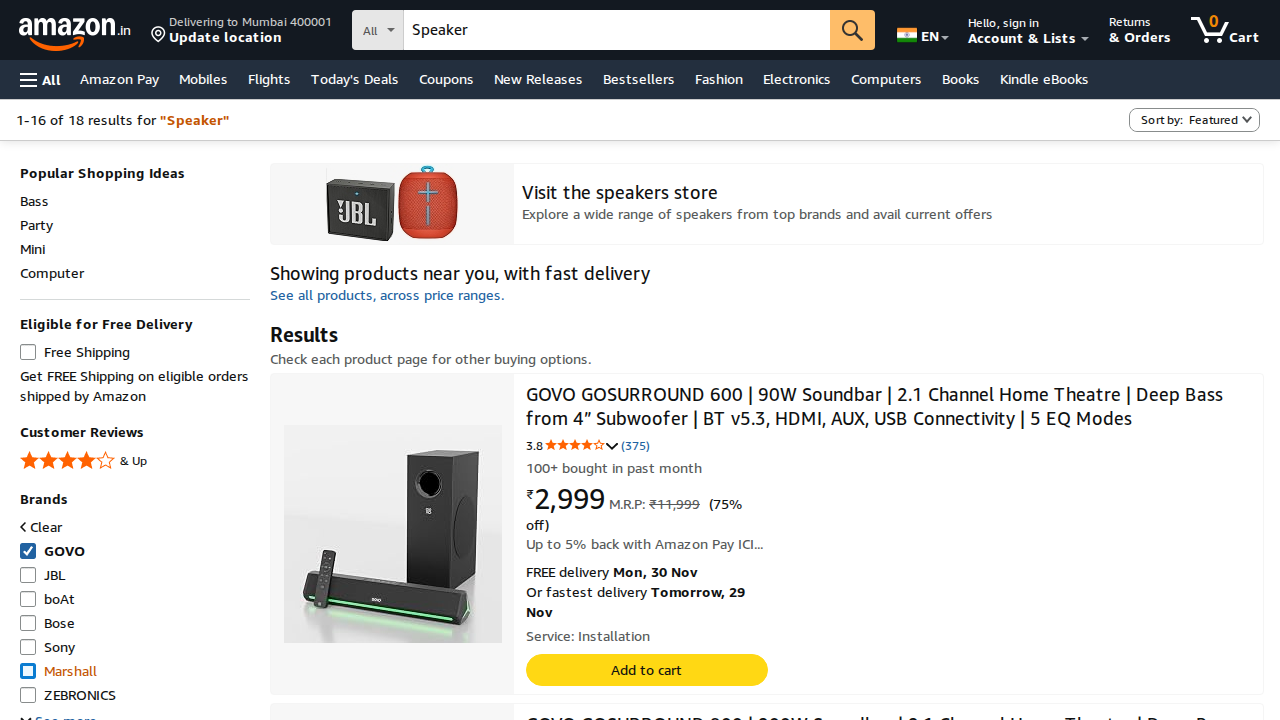 amazon.in
Delivering to Mumbai 400001
Update location
All
Speaker
EN
Hello, sign in
Account & Lists
Returns
& Orders
0
Cart
All
Amazon Pay
Mobiles
Flights
Today's Deals
Coupons
New Releases
Bestsellers
Fashion
Electronics
Computers
Books
Kindle eBooks
1-16 of 18 results for "Speaker"
Sort by: Featured
Popular Shopping Ideas
Bass
Party
Mini
Computer
Eligible for Free Delivery
Free Shipping
Get FREE Shipping on eligible orders
shipped by Amazon
Customer Reviews
& Up
Brands
Clear
GOVO
JBL
boAt
Bose
Sony
Marshall
ZEBRONICS
See more
JBL
Visit the speakers store
Explore a wide range of speakers from top brands and avail current offers
Showing products near you, with fast delivery
See all products, across price ranges.
Results
Check each product page for other buying options.
GOVO GOSURROUND 600 | 90W Soundbar | 2.1 Channel Home Theatre | Deep Bass
from 4” Subwoofer | BT v5.3, HDMI, AUX, USB Connectivity | 5 EQ Modes
3.8 (375)
100+ bought in past month
₹2,999 M.R.P: ₹11,999 (75%
off)
Up to 5% back with Amazon Pay ICI…
FREE delivery Mon, 30 Nov
Or fastest delivery Tomorrow, 29
Nov
Service: Installation
Add to cart